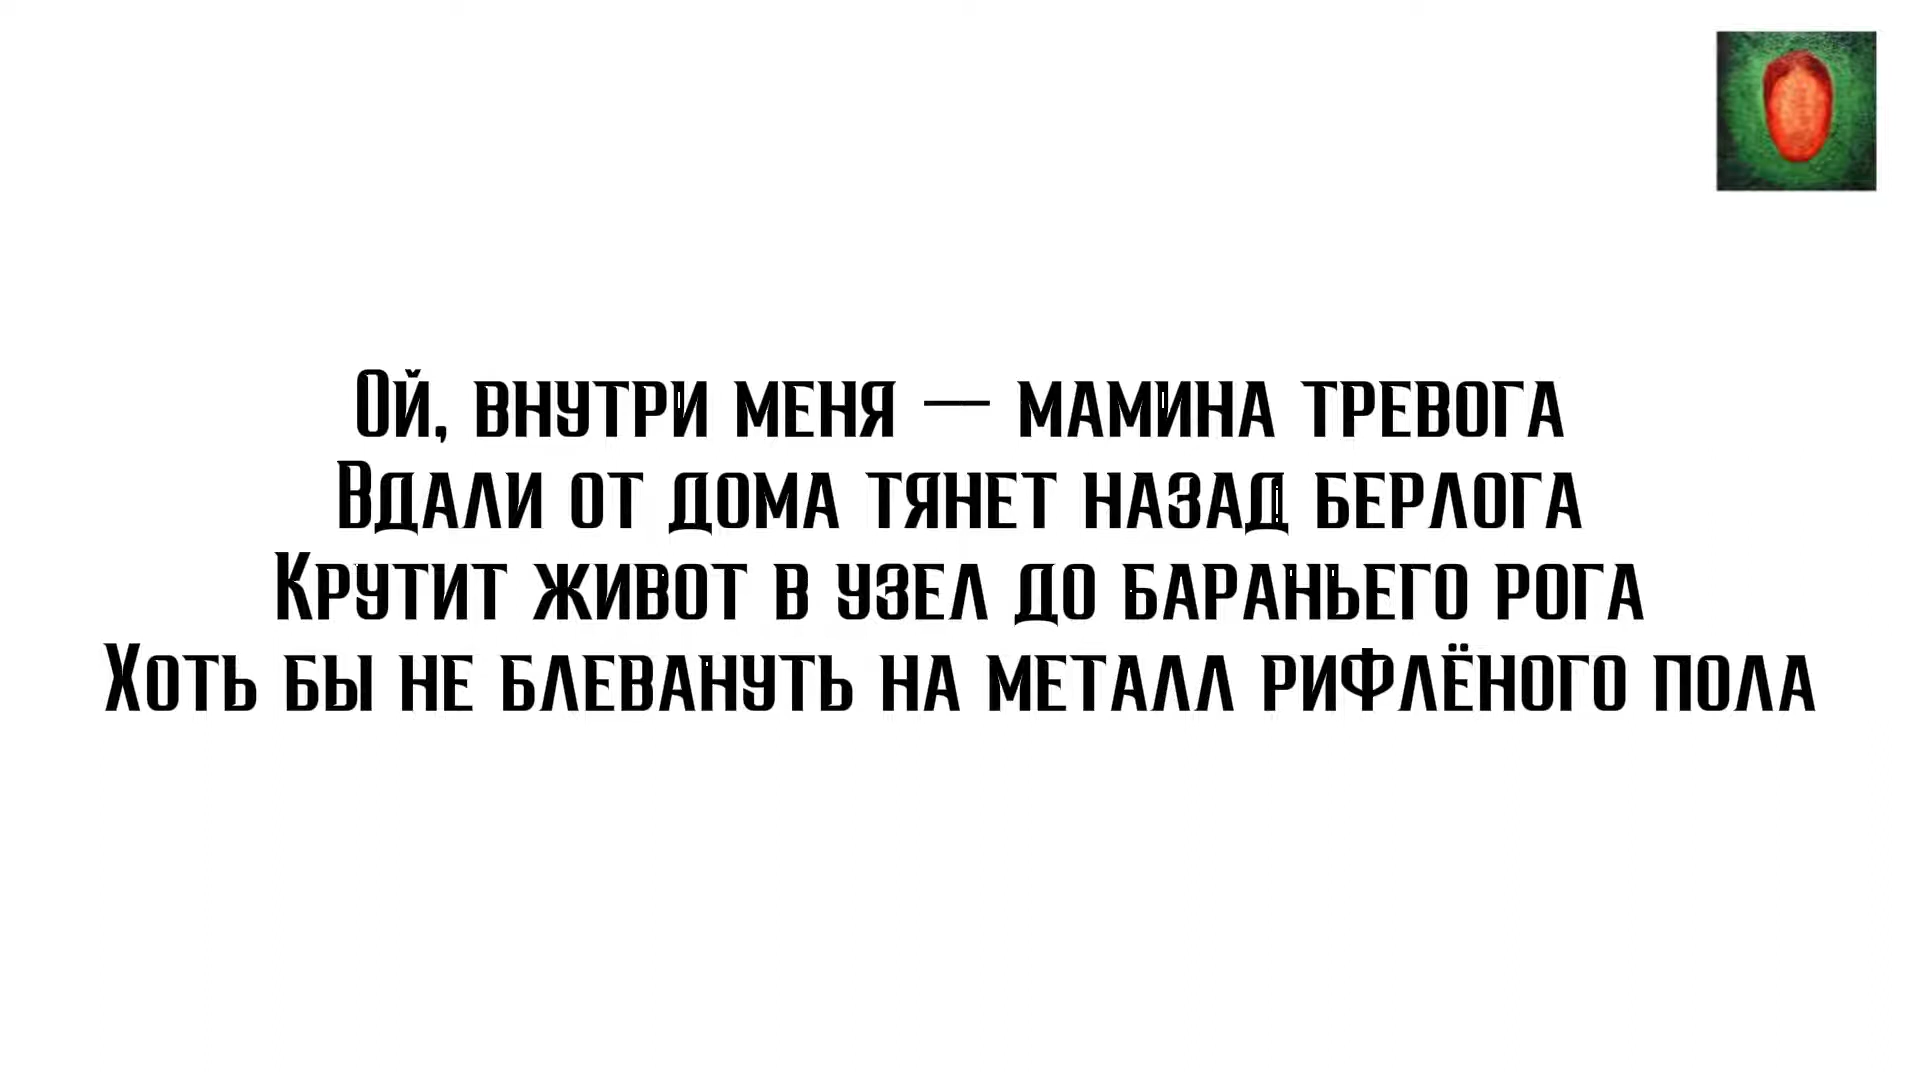 Ой, внутри меня — мамина тревога
Вдали от дома тянет назад берлога
Крутит живот в узел до бараньего рога
Хоть бы не блевануть на металл рифлёного пола